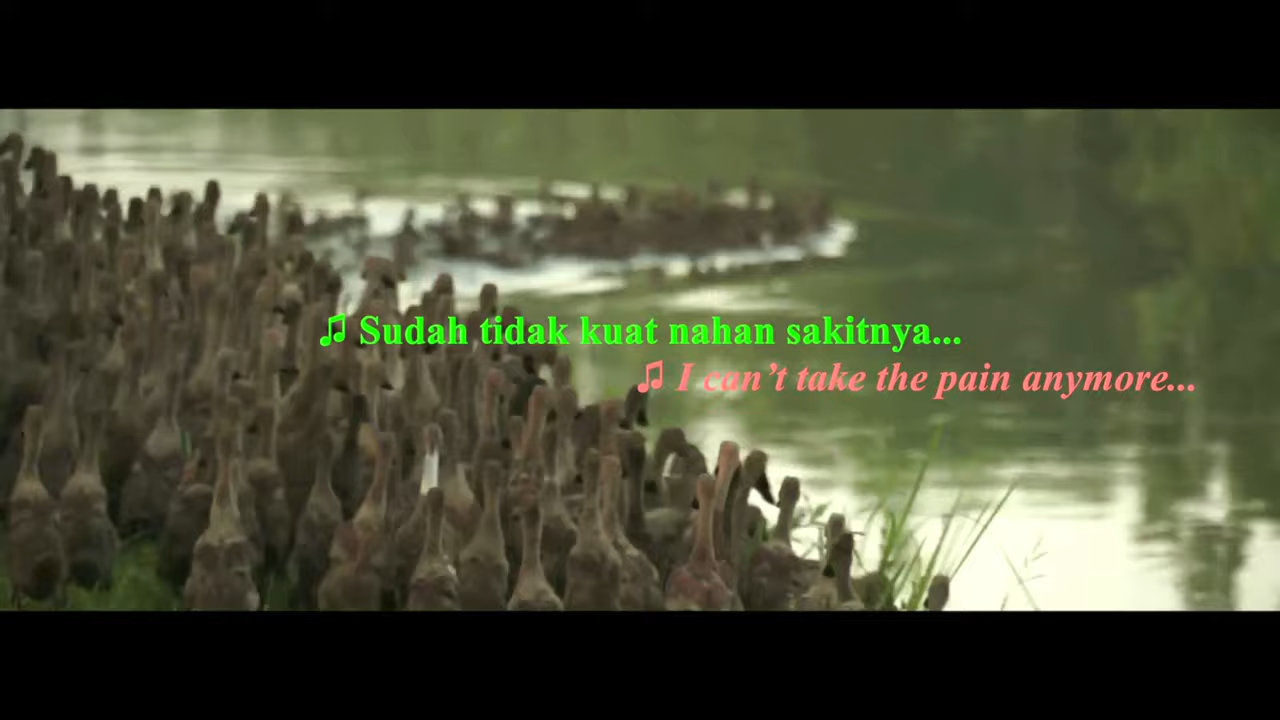 ♫ Sudah tidak kuat nahan sakitnya...
♫ I can’t take the pain anymore...